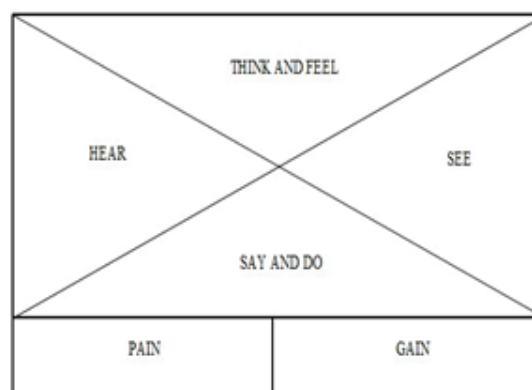 THINK AND FEEL
HEAR
SEE
SAY AND DO
PAIN
GAIN